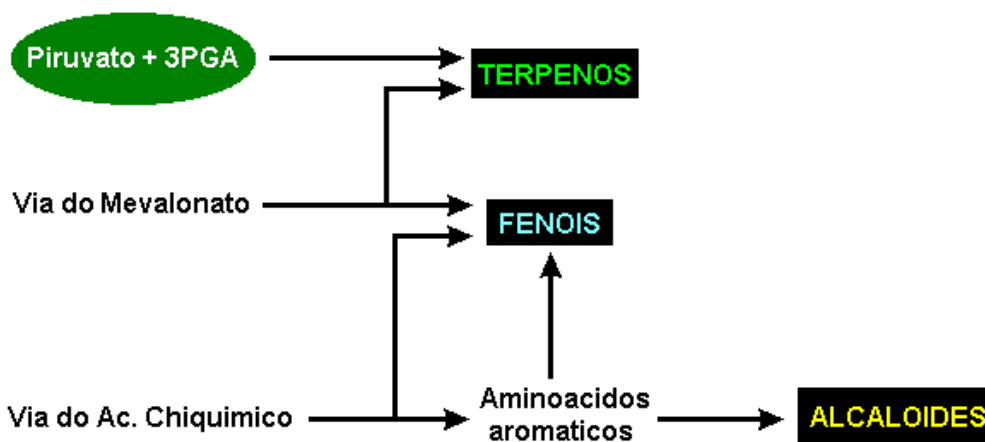 Piruvato + 3PGA
TERPENOS
Via do Mevalonato
FENOIS
Via do Ac. Chiquimico
Aminoacidos
aromaticos
ALCALOIDES